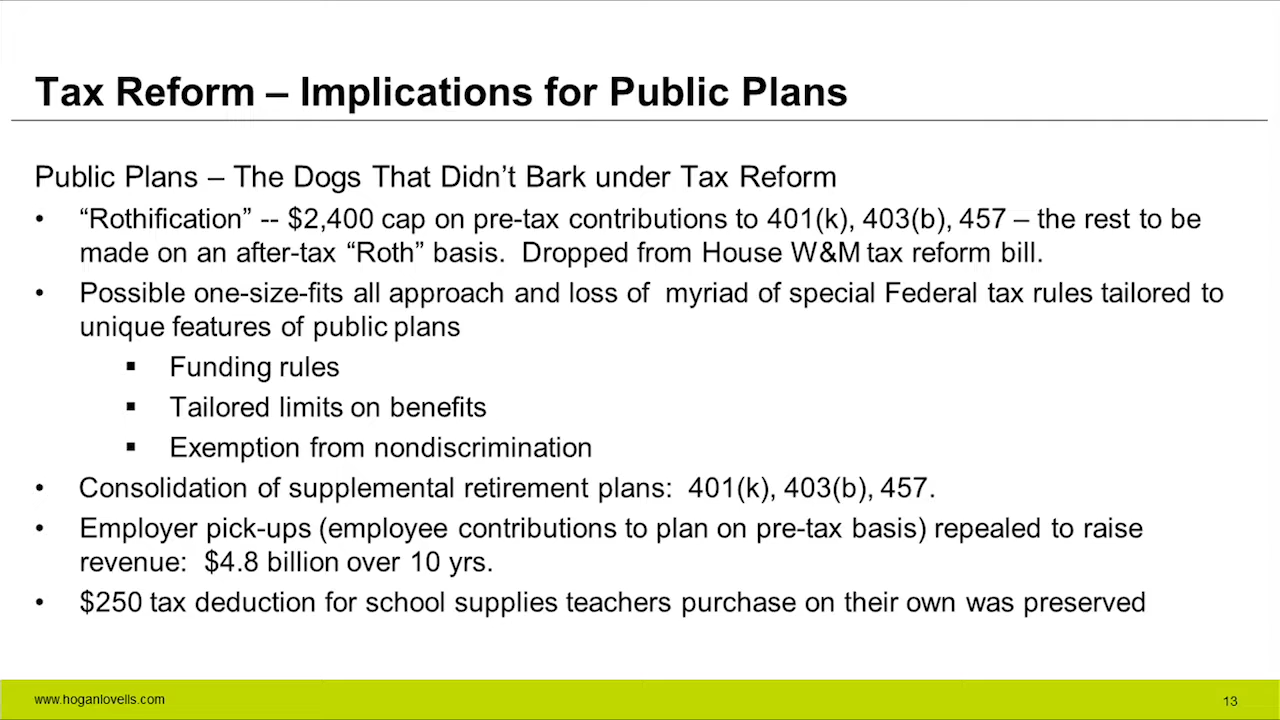 Tax Reform – Implications for Public Plans
Public Plans – The Dogs That Didn’t Bark under Tax Reform
• “Rothification” -- $2,400 cap on pre-tax contributions to 401(k), 403(b), 457 – the rest to be
made on an after-tax “Roth” basis.  Dropped from House W&M tax reform bill.
• Possible one-size-fits all approach and loss of  myriad of special Federal tax rules tailored to
unique features of public plans
▪ Funding rules
▪ Tailored limits on benefits
▪ Exemption from nondiscrimination
• Consolidation of supplemental retirement plans:  401(k), 403(b), 457.
• Employer pick-ups (employee contributions to plan on pre-tax basis) repealed to raise
revenue:  $4.8 billion over 10 yrs.
• $250 tax deduction for school supplies teachers purchase on their own was preserved
www.hoganlovells.com
13